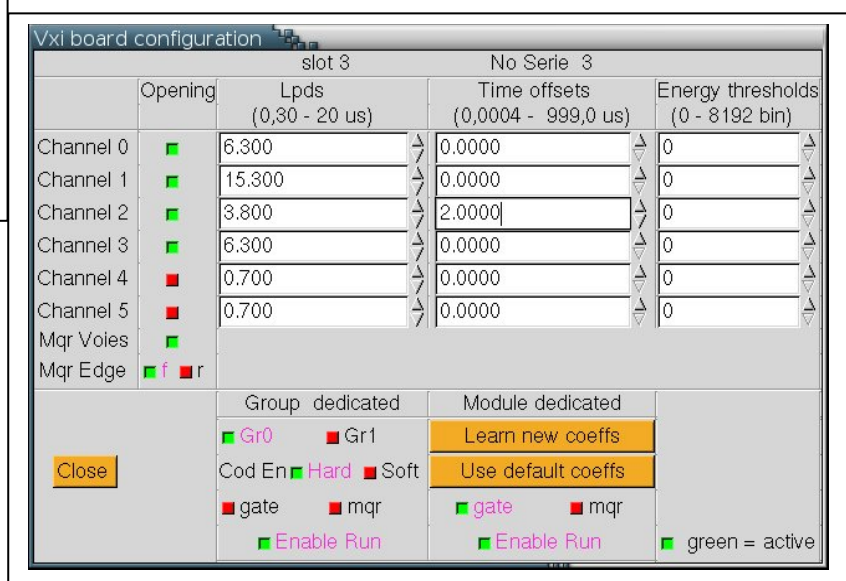 Vxi board configuration
slot 3 No Serie 3
Opening Lpds Time offsets Energy thresholds
(0,30 - 20 us) (0,0004 - 999,0 us) (0 - 8192 bin)
Channel 0 6.300 0.0000 0
Channel 1 15.300 0.0000 0
Channel 2 3.800 2.0000 0
Channel 3 6.300 0.0000 0
Channel 4 0.700 0.0000 0
Channel 5 0.700 0.0000 0
Mqr Voies
Mqr Edge f r
Group dedicated Module dedicated
Gr0 Gr1 Learn new coeffs
Close Cod En Hard Soft Use default coeffs
gate mqr gate mqr
Enable Run Enable Run green = active